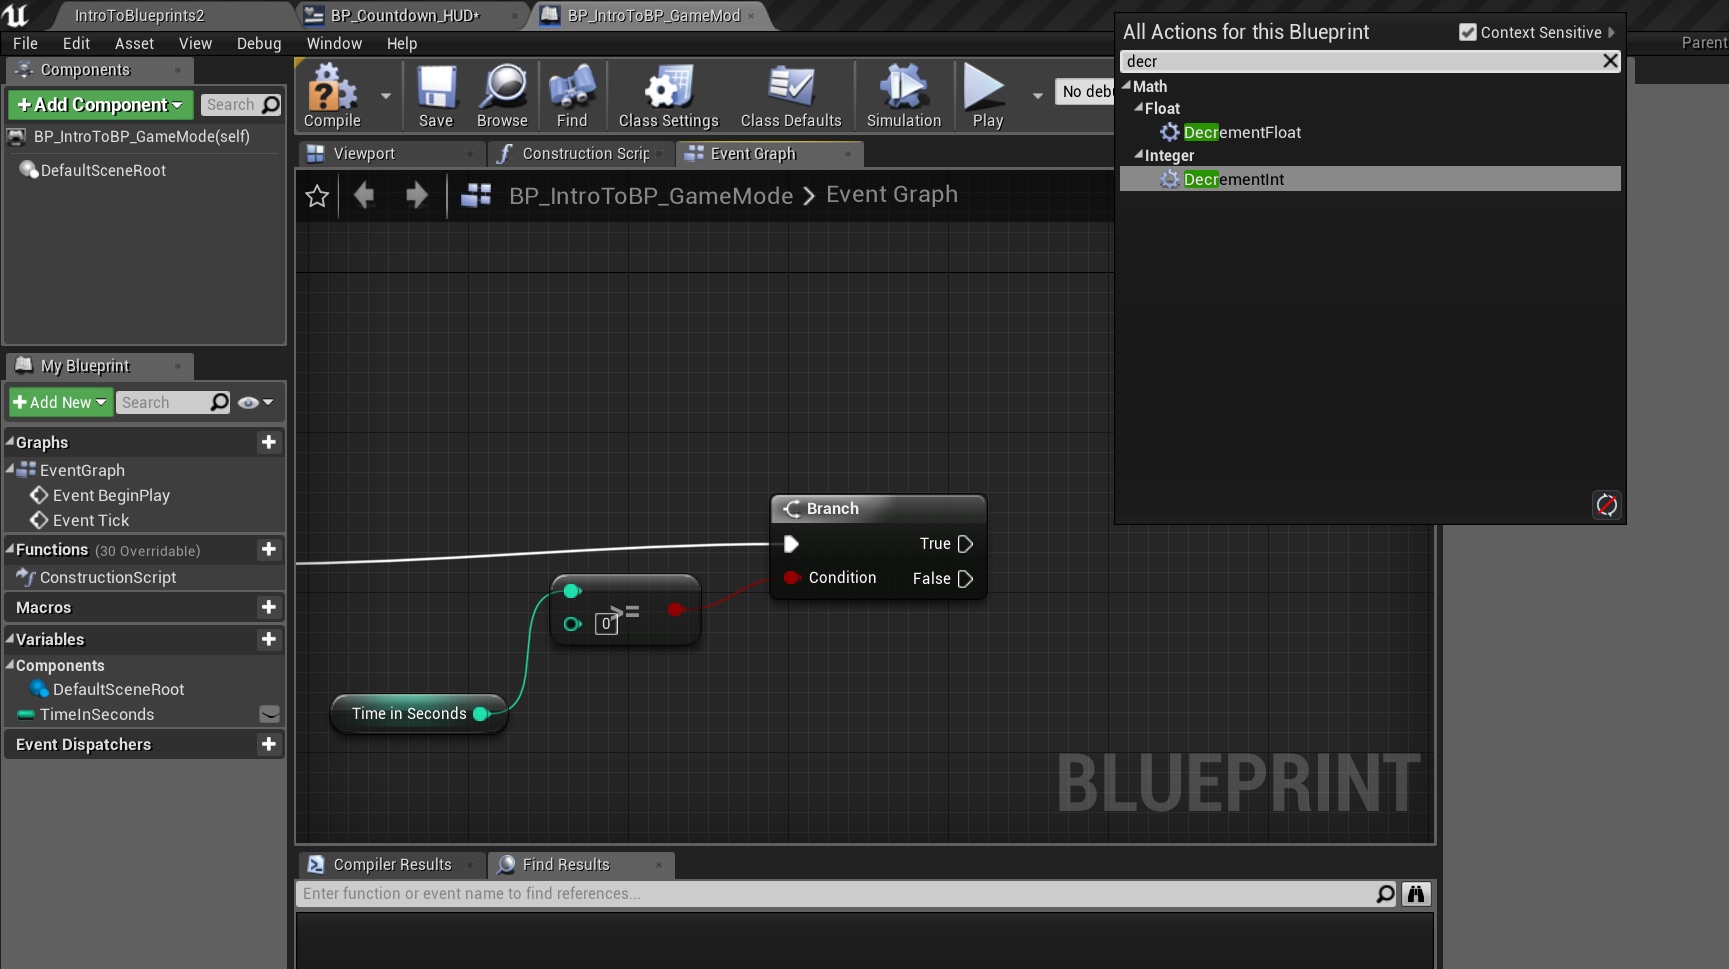 IntroToBlueprints2
BP_Countdown_HUD*
BP_IntroToBP_GameMod
File Edit Asset View Debug Window Help
Parent
Components
+Add Component
Search
BP_IntroToBP_GameMode(self)
DefaultSceneRoot
Compile
Save
Browse
Find
Class Settings
Class Defaults
Simulation
Play
No debu
Viewport
Construction Scrip
Event Graph
BP_IntroToBP_GameMode > Event Graph
All Actions for this Blueprint
Context Sensitive
decr
Math
Float
DecrementFloat
Integer
DecrementInt
My Blueprint
+Add New
Search
Graphs
EventGraph
Event BeginPlay
Event Tick
Functions (30 Overridable)
ConstructionScript
Macros
Variables
Components
DefaultSceneRoot
TimeInSeconds
Event Dispatchers
Branch
True
Condition
False
0
>=
Time in Seconds
BLUEPRINT
Compiler Results
Find Results
Enter function or event name to find references...